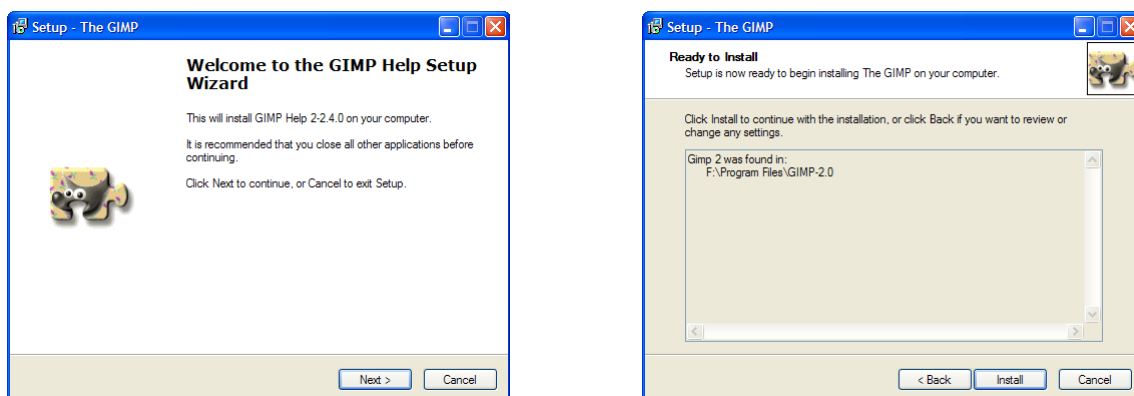 Setup - The GIMP
Welcome to the GIMP Help Setup
Wizard
This will install GIMP Help 2-2.4.0 on your computer.
It is recommended that you close all other applications before
continuing.
Click Next to continue, or Cancel to exit Setup.
Next >
Cancel
Setup - The GIMP
Ready to Install
Setup is now ready to begin installing The GIMP on your computer.
Click Install to continue with the installation, or click Back if you want to review or
change any settings.
Gimp 2 was found in:
F:\Program Files\GIMP-2.0
< Back
Install
Cancel